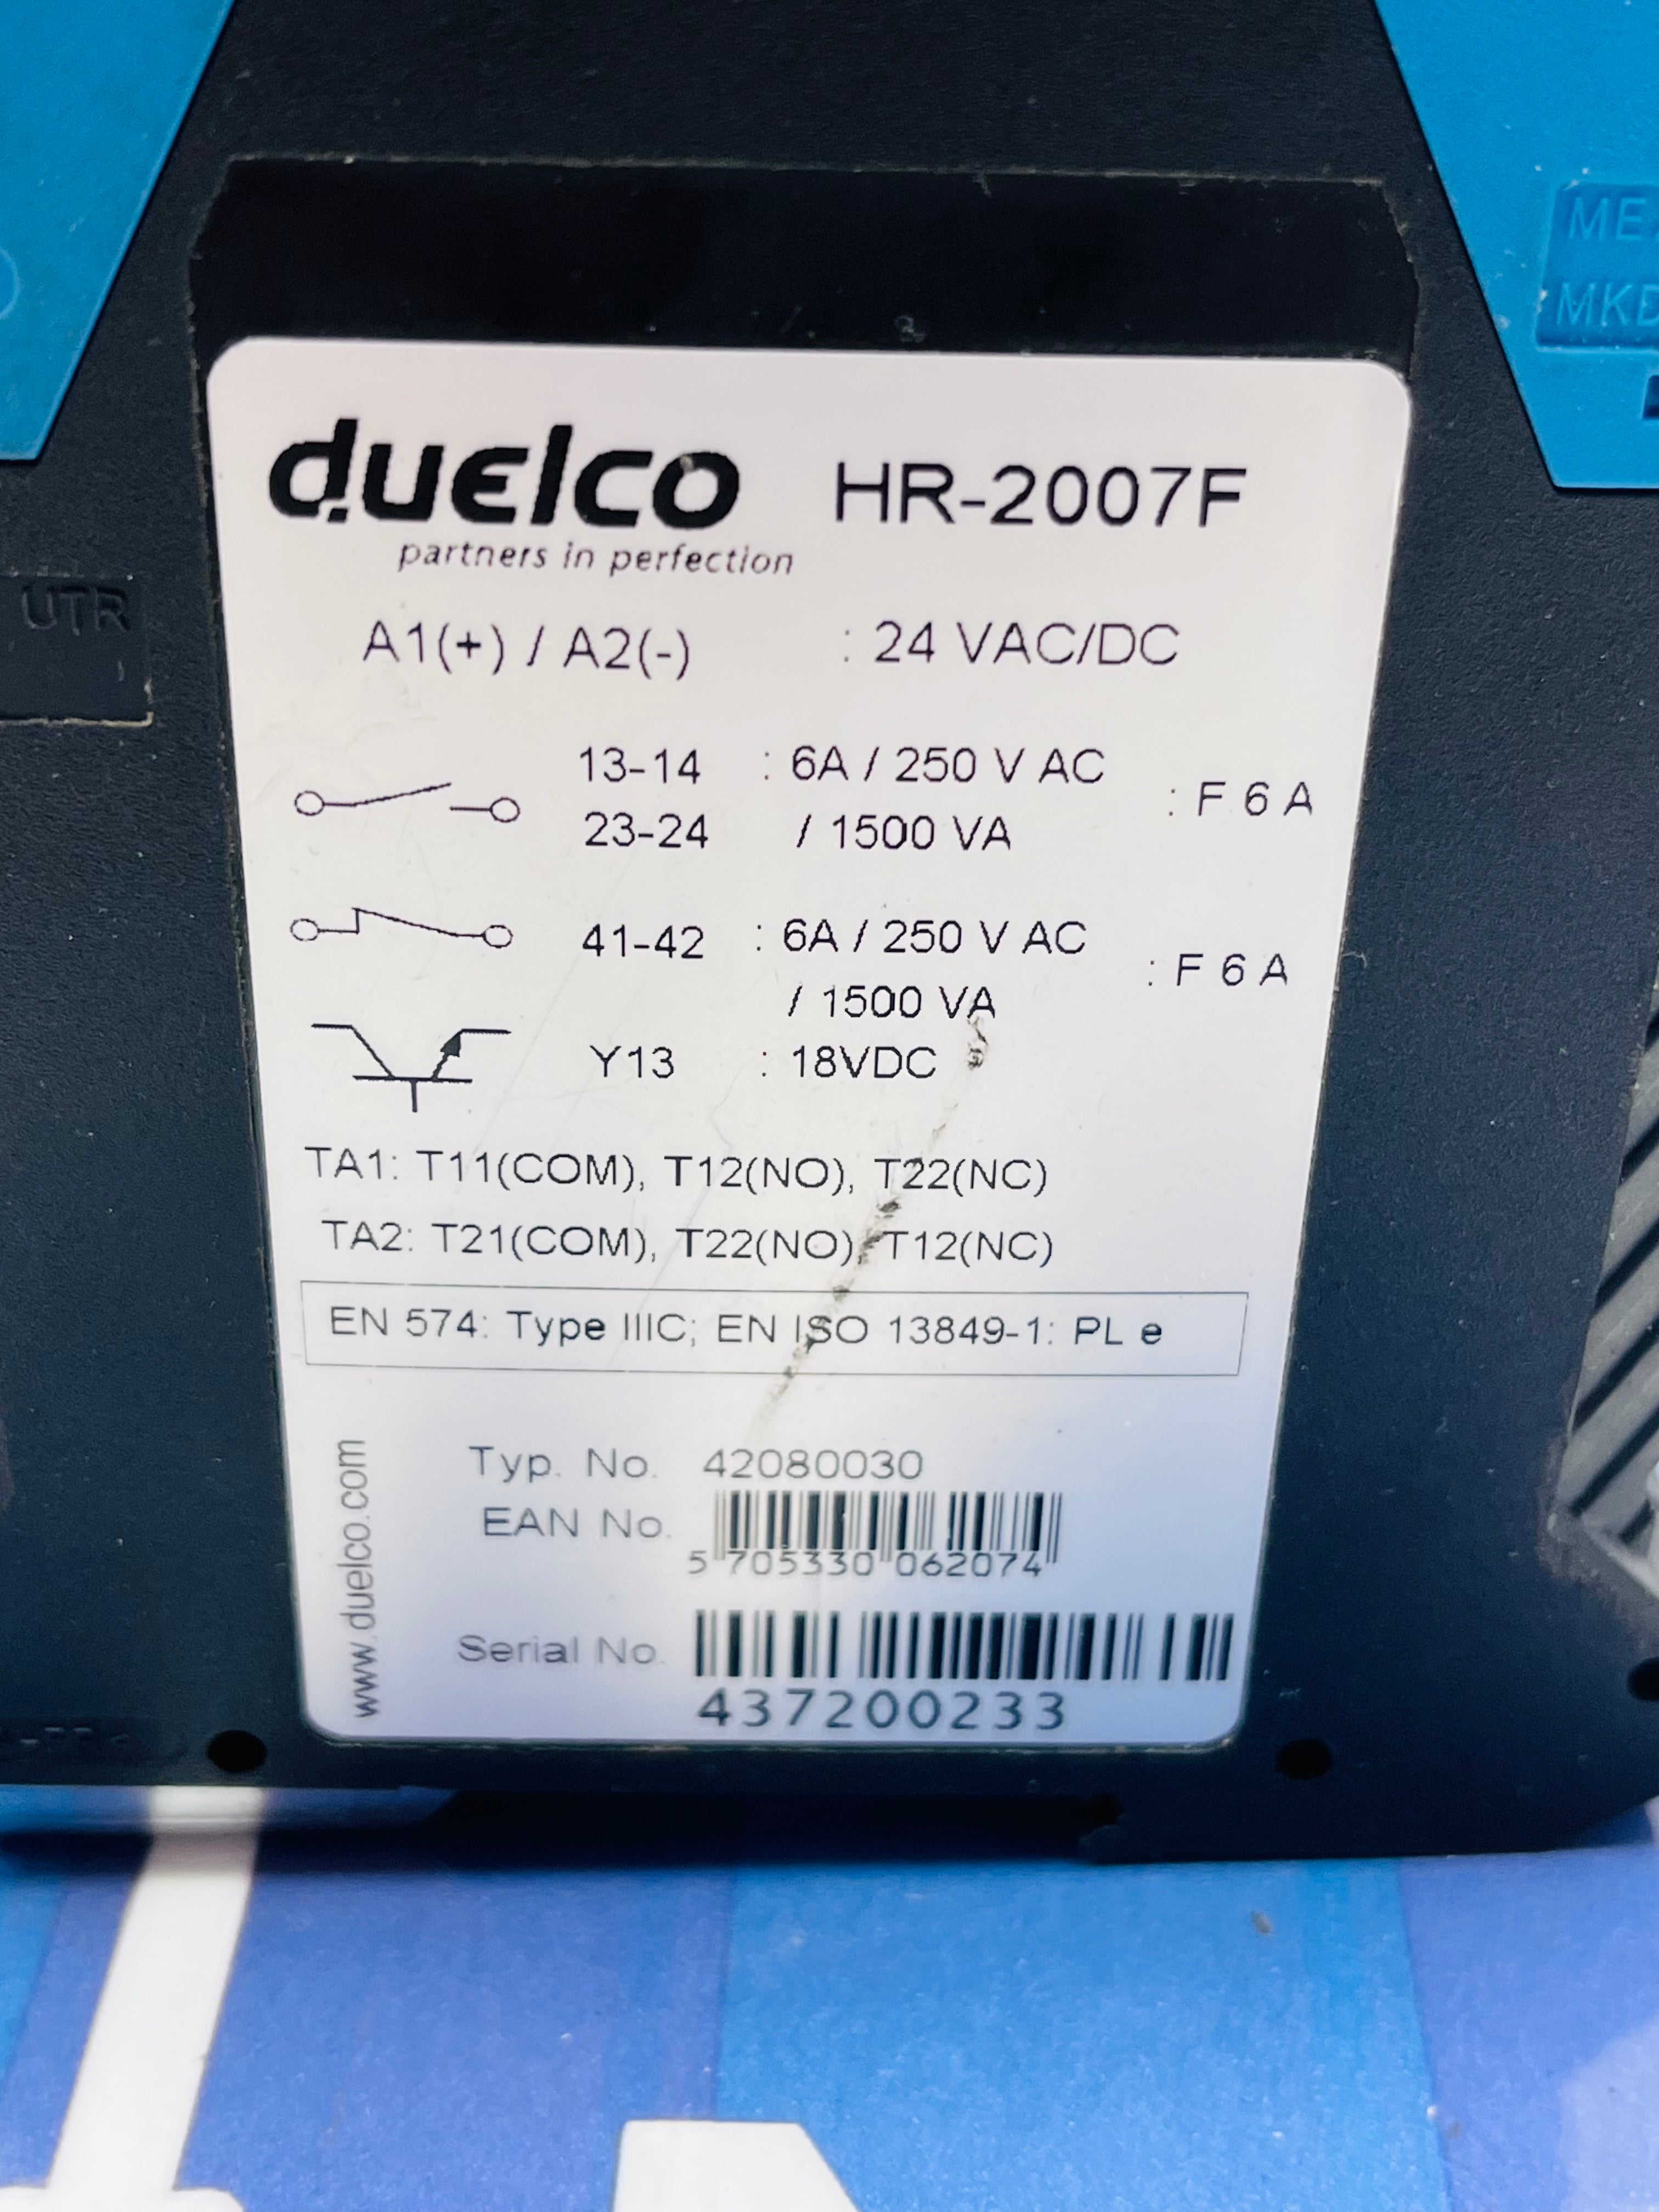 duelco HR-2007F
partners in perfection
A1(+) / A2(-) : 24 VAC/DC
13-14 : 6A / 250 V AC : F 6 A
23-24 / 1500 VA
41-42 : 6A / 250 V AC : F 6 A
/ 1500 VA
Y13 : 18VDC
TA1: T11(COM), T12(NO), T22(NC)
TA2: T21(COM), T22(NO), T12(NC)
EN 574: Type IIIC; EN ISO 13849-1: PL e
Typ. No. 42080030
EAN No.
5 705330 062074
Serial No.
437200233
www.duelco.com
UTR
ME
MKD